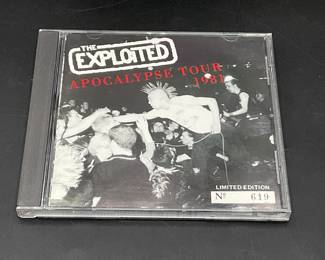 THE
EXPLOITED
APOCALYPSE TOUR
1981
LIMITED EDITION
Nº 619